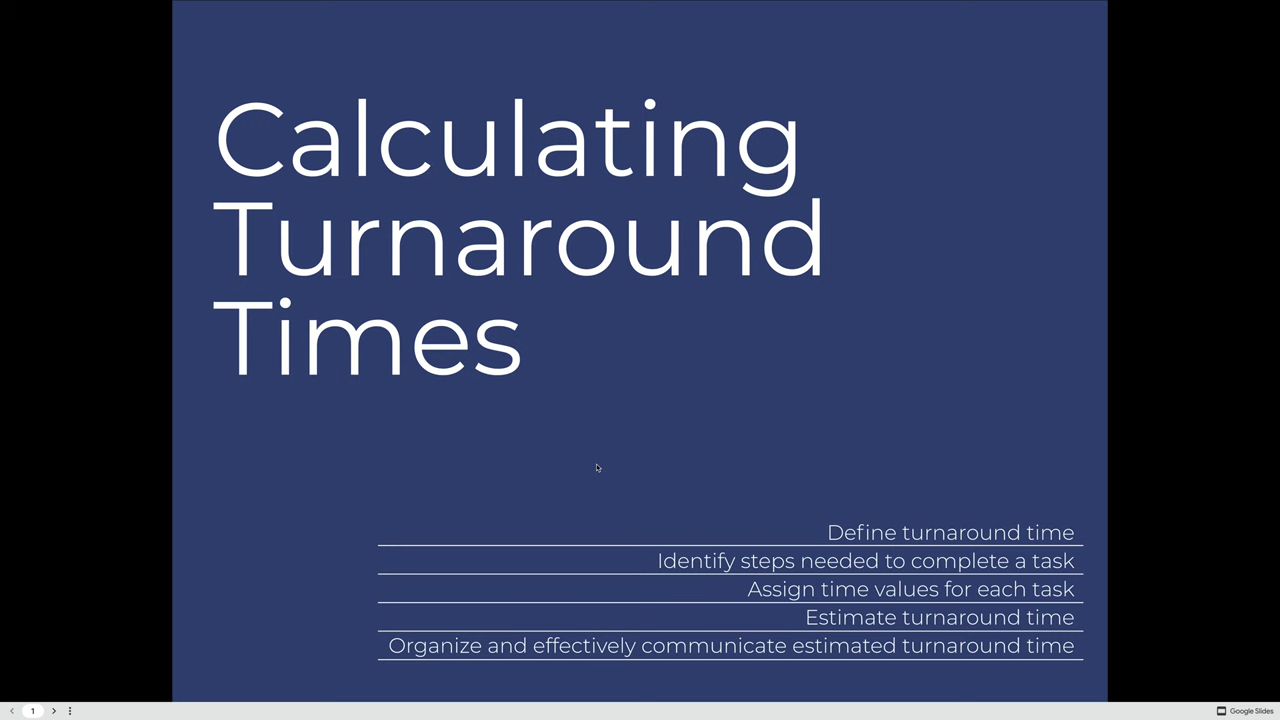 Calculating
Turnaround
Times
Define turnaround time
Identify steps needed to complete a task
Assign time values for each task
Estimate turnaround time
Organize and effectively communicate estimated turnaround time
1
Google Slides